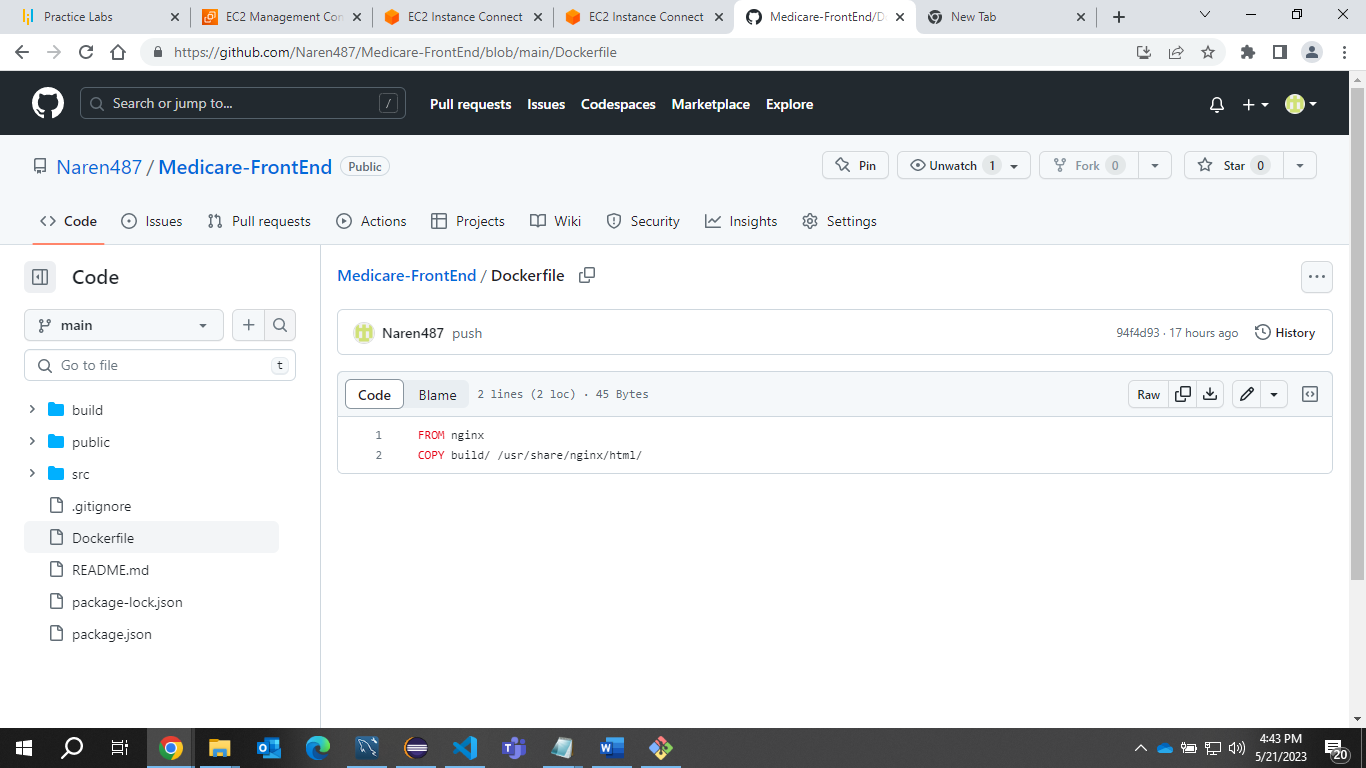 Practice Labs
EC2 Management Con
EC2 Instance Connect
EC2 Instance Connect
Medicare-FrontEnd/D
New Tab
https://github.com/Naren487/Medicare-FrontEnd/blob/main/Dockerfile
Search or jump to... /
Pull requests Issues Codespaces Marketplace Explore
Naren487 / Medicare-FrontEnd Public
Pin Unwatch 1 Fork 0 Star 0
Code Issues Pull requests Actions Projects Wiki Security Insights Settings
Code
main
Go to file t
build
public
src
.gitignore
Dockerfile
README.md
package-lock.json
package.json
Medicare-FrontEnd / Dockerfile
Naren487 push 94f4d93 · 17 hours ago History
Code Blame 2 lines (2 loc) · 45 Bytes Raw
1 FROM nginx
2 COPY build/ /usr/share/nginx/html/
4:43 PM
5/21/2023
20